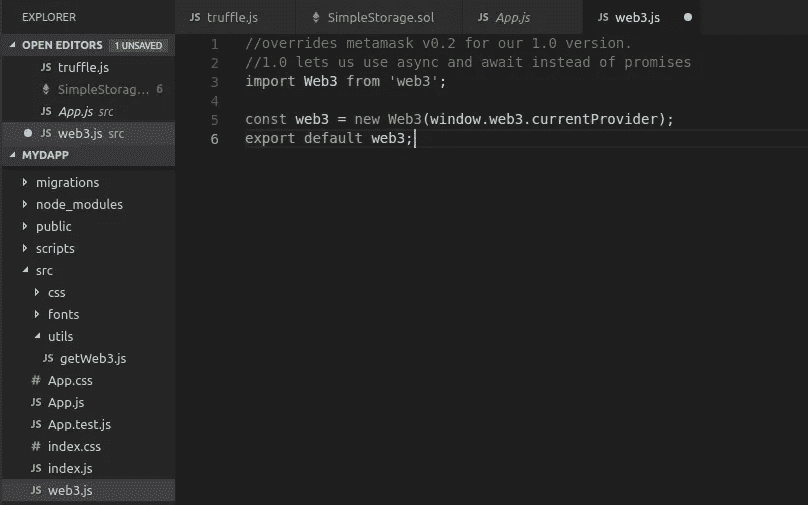 EXPLORER
OPEN EDITORS 1 UNSAVED
JS truffle.js
SimpleStorag... 6
JS App.js src
JS web3.js src
MYDAPP
migrations
node_modules
public
scripts
src
css
fonts
utils
JS getWeb3.js
# App.css
JS App.js
JS App.test.js
# index.css
JS index.js
JS web3.js
JS truffle.js SimpleStorage.sol JS App.js JS web3.js
1 //overrides metamask v0.2 for our 1.0 version.
2 //1.0 lets us use async and await instead of promises
3 import Web3 from 'web3';
4
5 const web3 = new Web3(window.web3.currentProvider);
6 export default web3;